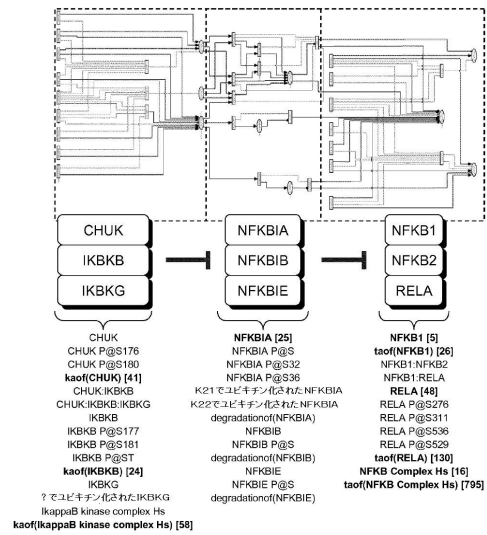 CHUK
IKBKB
IKBKG
NFKBIA
NFKBIB
NFKBIE
NFKB1
NFKB2
RELA
CHUK
CHUK P@S176
CHUK P@S180
kaof(CHUK) [41]
CHUK:IKBKB
CHUK:IKBKB:IKBKG
IKBKB
IKBKB P@S177
IKBKB P@S181
IKBKB P@ST
kaof(IKBKB) [24]
IKBKG
?でユビキチン化されたIKBKG
IkappaB kinase complex Hs
kaof(IkappaB kinase complex Hs) [58]
NFKBIA [25]
NFKBIA P@S
NFKBIA P@S32
NFKBIA P@S36
K21でユビキチン化されたNFKBIA
K22でユビキチン化されたNFKBIA
degradationof(NFKBIA)
NFKBIB
NFKBIB P@S
degradationof(NFKBIB)
NFKBIE
NFKBIE P@S
degradationof(NFKBIE)
NFKB1 [5]
taof(NFKB1) [26]
NFKB1:NFKB2
NFKB1:RELA
RELA [48]
RELA P@S276
RELA P@S311
RELA P@S536
RELA P@S529
taof(RELA) [130]
NFKB Complex Hs [16]
taof(NFKB Complex Hs) [795]